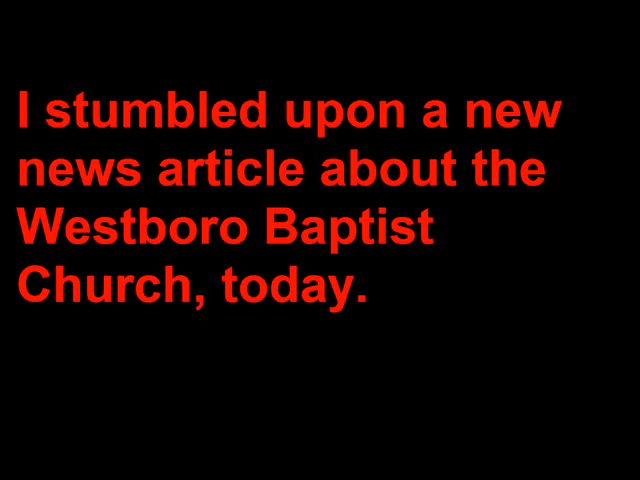 I stumbled upon a new
news article about the
Westboro Baptist
Church, today.